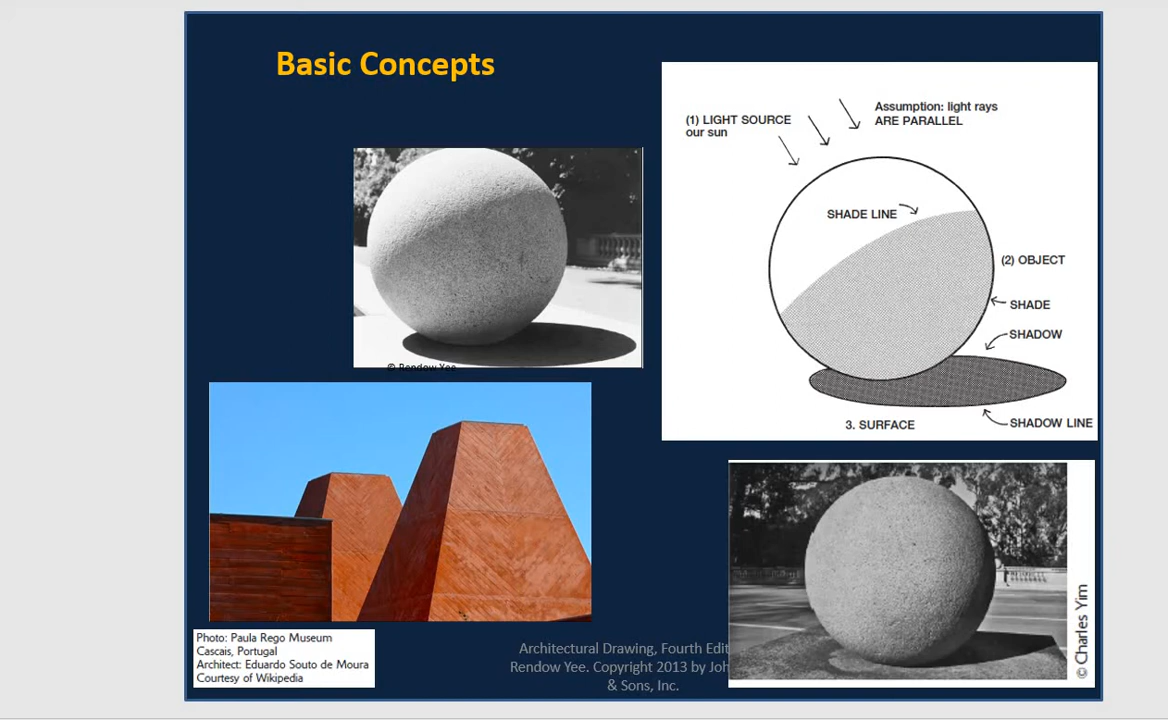 Basic Concepts
(1) LIGHT SOURCE
our sun
Assumption: light rays
ARE PARALLEL
SHADE LINE
(2) OBJECT
SHADE
SHADOW
SHADOW LINE
3. SURFACE
© Rendow Yee
Photo: Paula Rego Museum
Cascais, Portugal
Architect: Eduardo Souto de Moura
Courtesy of Wikipedia
Architectural Drawing, Fourth Edit
Rendow Yee. Copyright 2013 by Joh
& Sons, Inc.
© Charles Yim